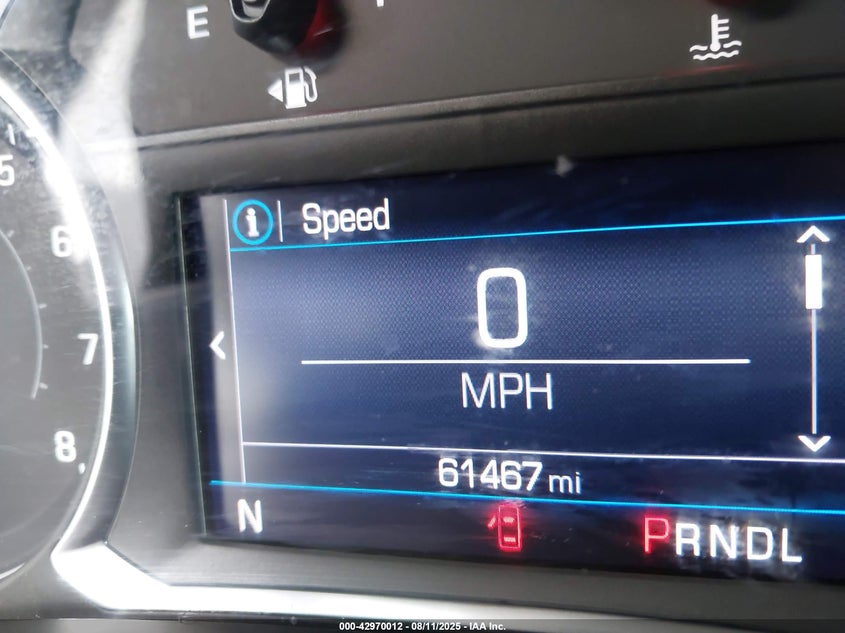 E
5
6
7
8
i Speed
0
MPH
61467 mi
N
PRNDL
000-42970012 - 08/11/2025 - IAA Inc.